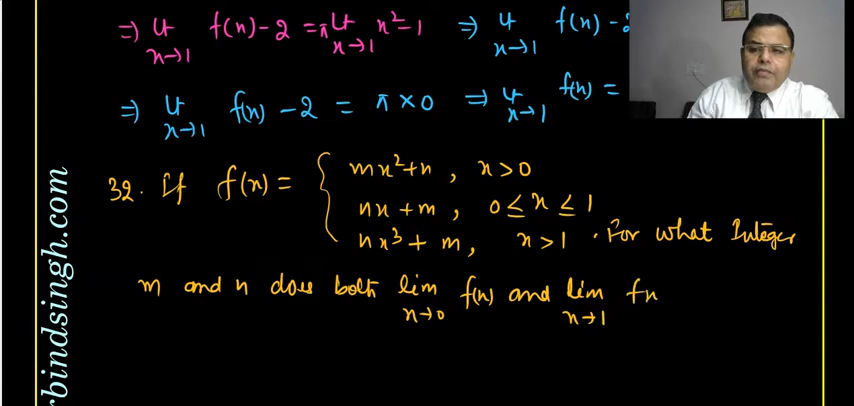 ⇒ lt x→1 f(x) - 2 = π lt x→1 x² - 1 ⇒ lt x→1 f(x) - 2
⇒ lt x→1 f(x) - 2 = π × 0 ⇒ lt x→1 f(x) =
32. If f(x) = { mx² + n, x > 0
nx + m, 0 ≤ x ≤ 1
nx³ + m, x > 1 . For what Integer
m and n does both lim x→0 f(x) and lim x→1 fx
rbindsingh.com